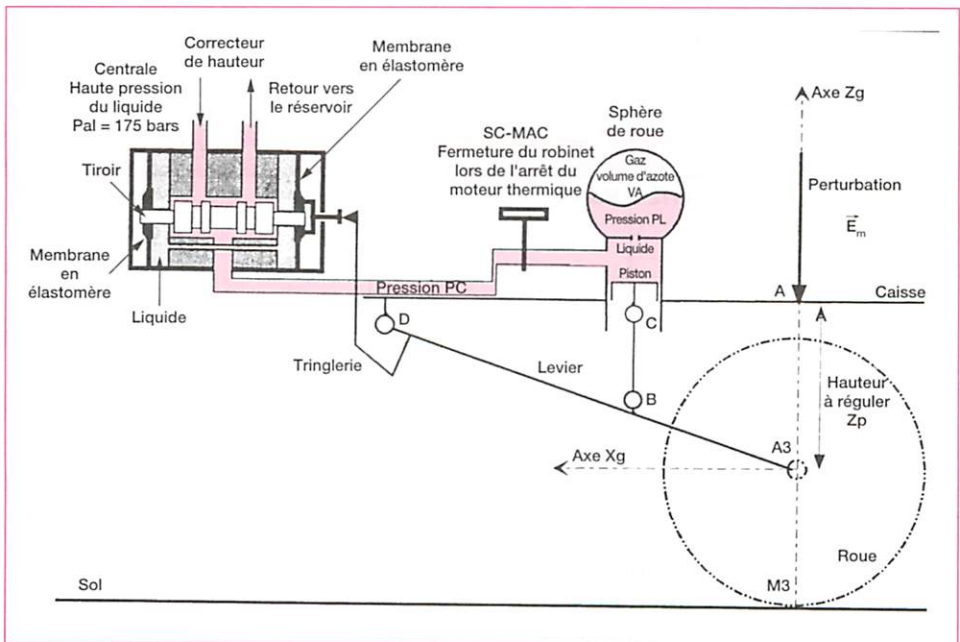 Correcteur
de hauteur
Centrale
Haute pression
du liquide
Pal = 175 bars
Retour vers
le réservoir
Membrane
en élastomère
Tiroir
Membrane
en
élastomère
Liquide
SC-MAC
Fermeture du robinet
lors de l'arrêt du
moteur thermique
Sphère
de roue
Gaz
volume d'azote
VA
Pression PL
Liquide
Piston
Axe Zg
Perturbation
Em
Pression PC
A
Caisse
D
C
Tringlerie
Levier
B
Hauteur
à réguler
Zp
A3
Axe Xg
Roue
Sol
M3